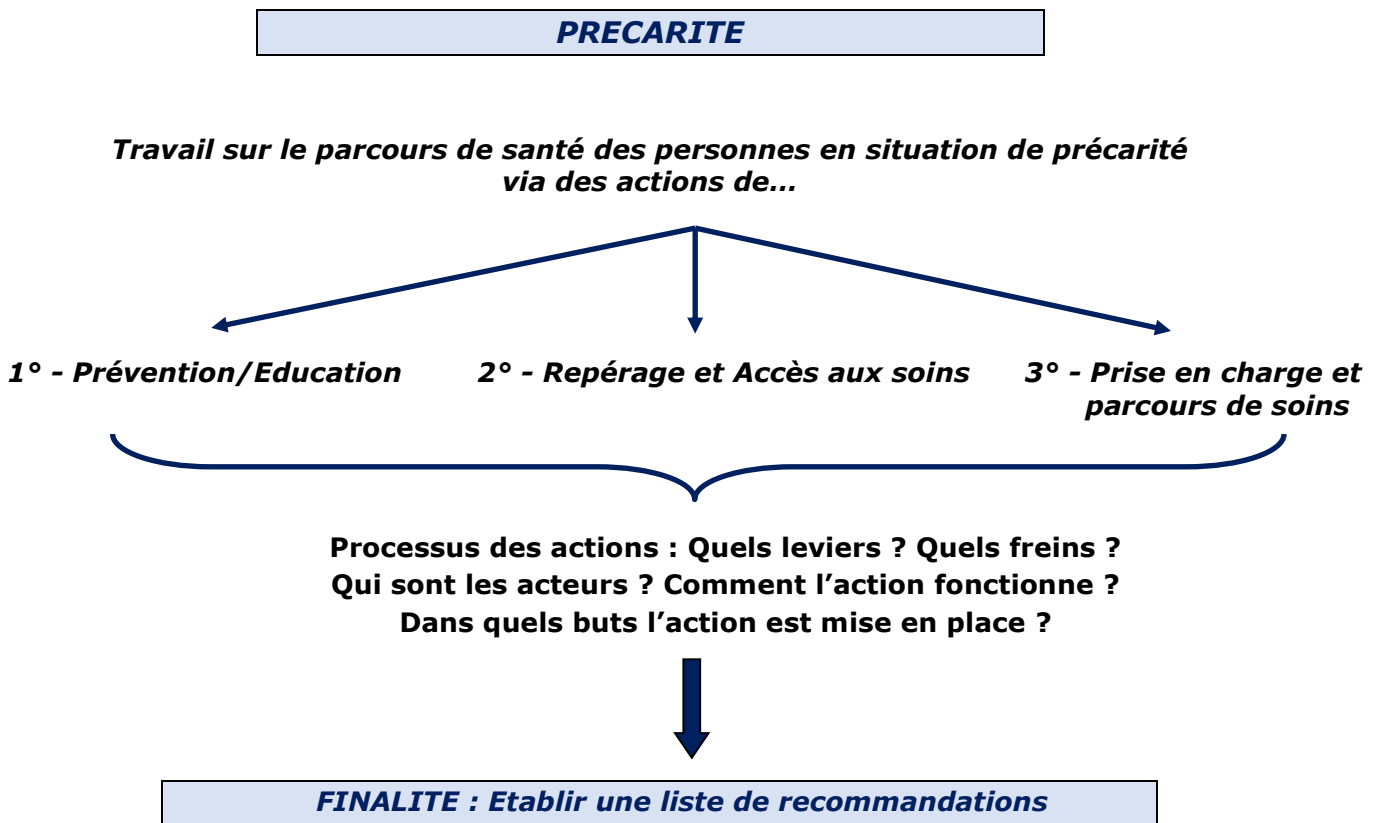 PRECARITE
Travail sur le parcours de santé des personnes en situation de précarité
via des actions de…
1° - Prévention/Education
2° - Repérage et Accès aux soins
3° - Prise en charge et
parcours de soins
Processus des actions : Quels leviers ? Quels freins ?
Qui sont les acteurs ? Comment l’action fonctionne ?
Dans quels buts l’action est mise en place ?
FINALITE : Etablir une liste de recommandations